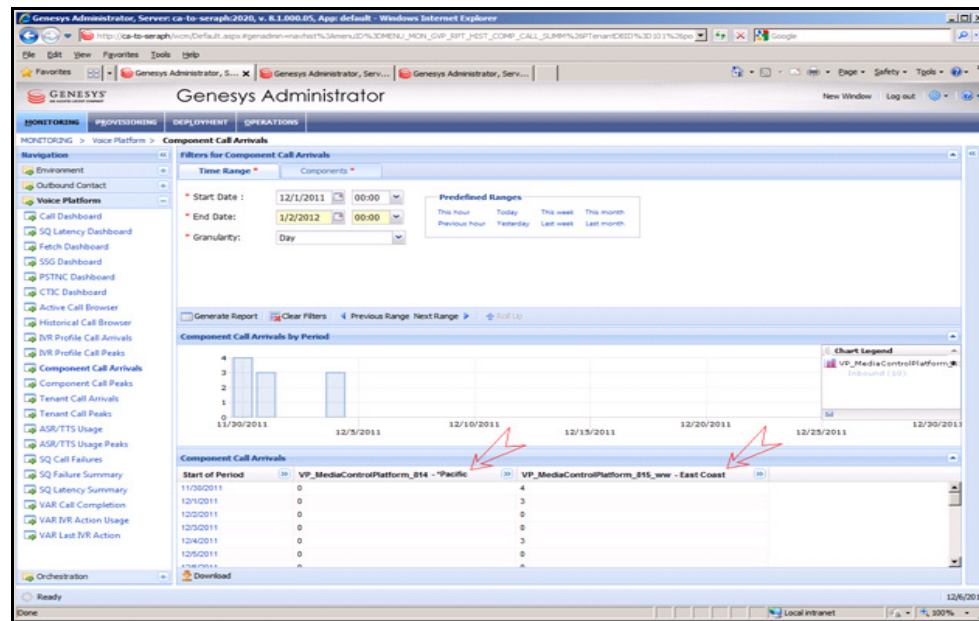 Genesys Administrator, Server: ca-to-seraph:2020, v. 8.1.000.05, App: default - Windows Internet Explorer
Google
File Edit View Favorites Tools Help
Favorites Genesys Administrator, S... Genesys Administrator, Serv... Genesys Administrator, Serv...
Page Safety Tools
GENESYS Genesys Administrator New Window Log out
MONITORING PROVISIONING DEPLOYMENT OPERATIONS
MONITORING > Voice Platform > Component Call Arrivals
Navigation
Environment
Outbound Contact
Voice Platform
Call Dashboard
SQ Latency Dashboard
Fetch Dashboard
SSG Dashboard
PSTNC Dashboard
CTIC Dashboard
Active Call Browser
Historical Call Browser
IVR Profile Call Arrivals
IVR Profile Call Peaks
Component Call Arrivals
Component Call Peaks
Tenant Call Arrivals
Tenant Call Peaks
ASR/TTS Usage
ASR/TTS Usage Peaks
SQ Call Failures
SQ Failure Summary
SQ Latency Summary
VAR Call Completion
VAR IVR Action Usage
VAR Last IVR Action
Orchestration
Filters for Component Call Arrivals
Time Range * Components *
* Start Date : 12/1/2011 00:00
* End Date: 1/2/2012 00:00
* Granularity: Day
Predefined Ranges
This hour Today This week This month
Previous hour Yesterday Last week Last month
Generate Report Clear Filters Previous Range Next Range Roll Up
Component Call Arrivals by Period
4
3
2
1
0
11/30/2011 12/5/2011 12/10/2011 12/15/2011 12/20/2011 12/25/2011 12/30/2011
Chart Legend
VP_MediaControlPlatform
Inbound (10)
Component Call Arrivals
Start of Period VP_MediaControlPlatform_814 - "Pacific VP_MediaControlPlatform_815_ww - East Coast
11/30/2011 0 4
12/1/2011 0 3
12/2/2011 0 0
12/3/2011 0 0
12/4/2011 0 3
12/5/2011 0 0
Download
Ready 12/6/201
Done Local intranet 100%